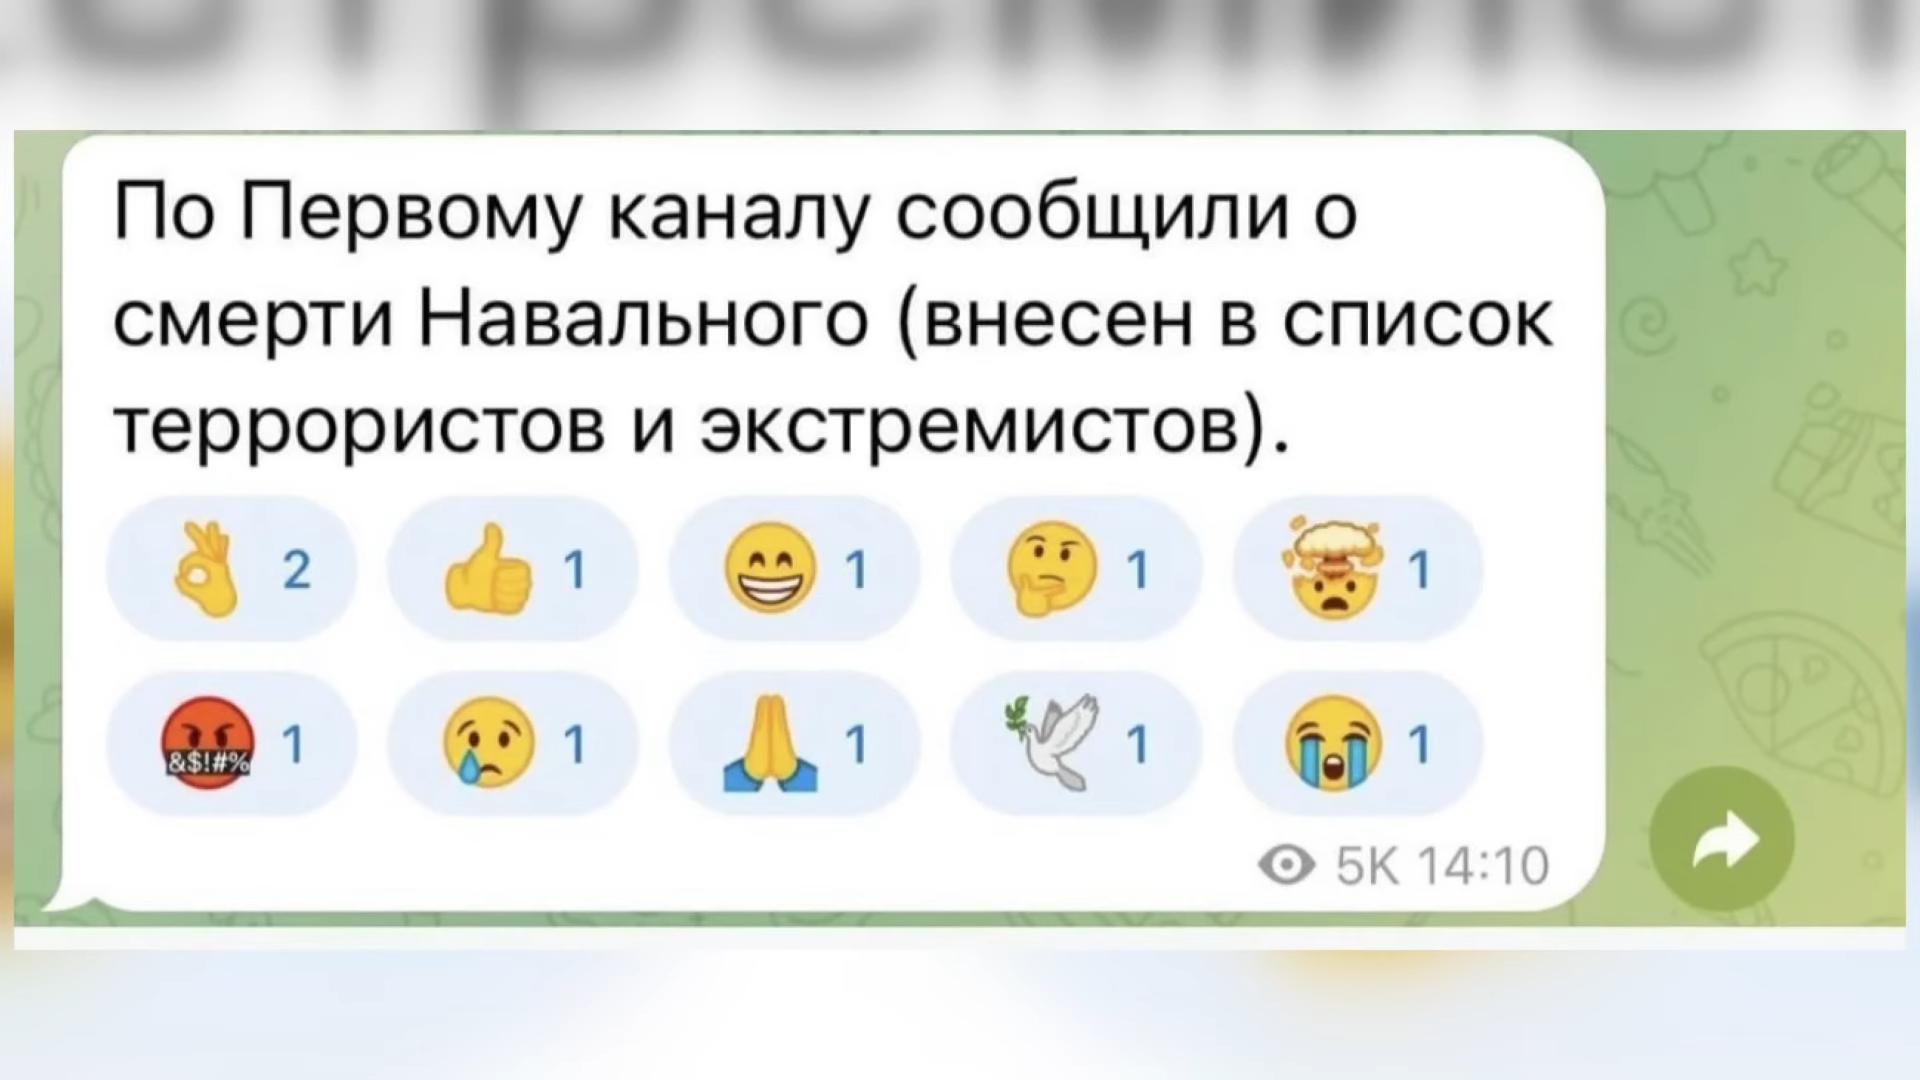 По Первому каналу сообщили о
смерти Навального (внесен в список
террористов и экстремистов).
2 1 1 1 1
&$!#%
1 1 1 1 1
5K 14:10